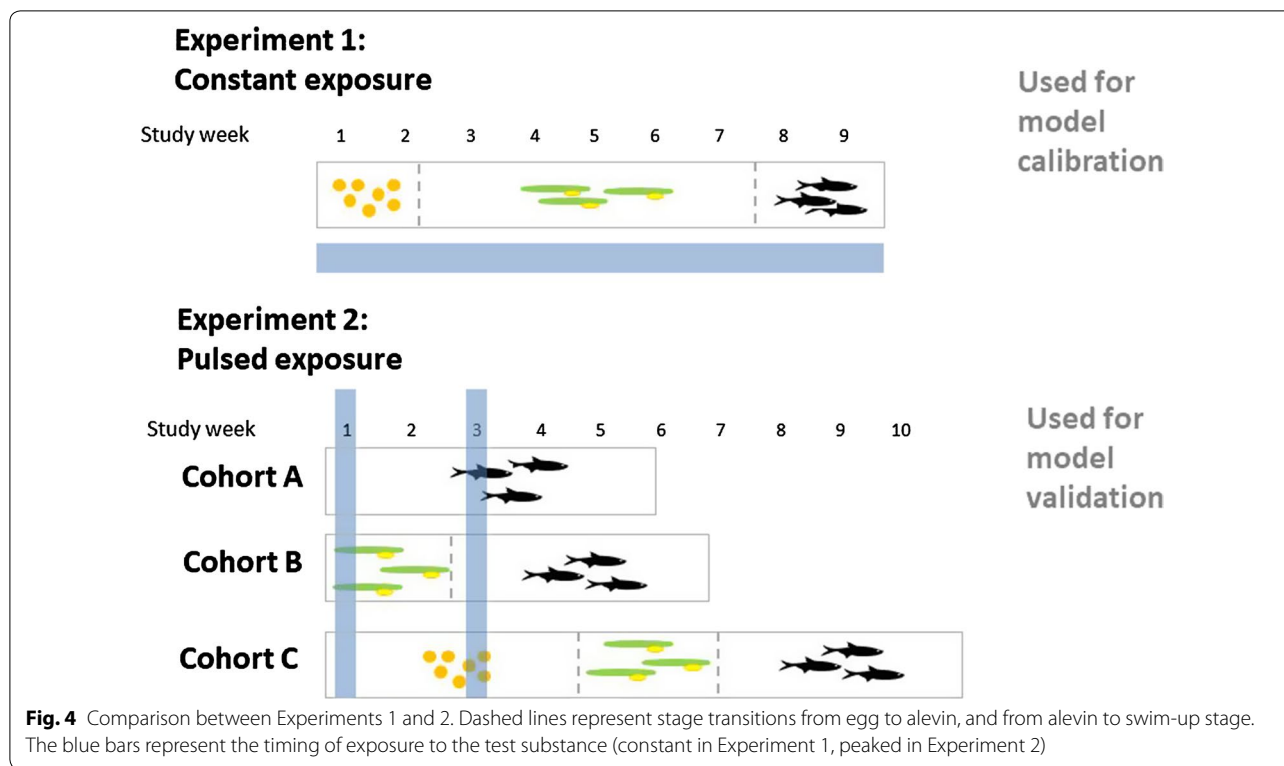 Experiment 1:
Constant exposure
Used for
model
calibration
Study week 1 2 3 4 5 6 7 8 9
Experiment 2:
Pulsed exposure
Used for
model
validation
Study week 1 2 3 4 5 6 7 8 9 10
Cohort A
Cohort B
Cohort C
Fig. 4 Comparison between Experiments 1 and 2. Dashed lines represent stage transitions from egg to alevin, and from alevin to swim-up stage.
The blue bars represent the timing of exposure to the test substance (constant in Experiment 1, peaked in Experiment 2)